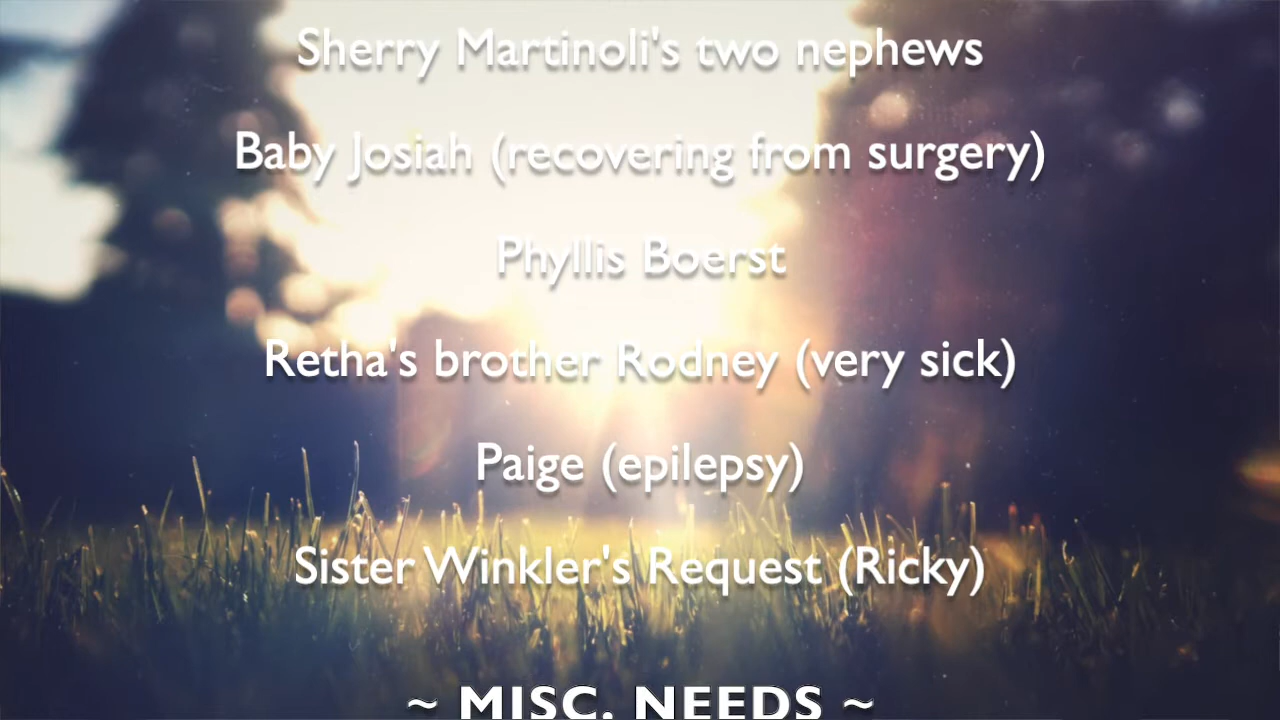 Sherry Martinoli's two nephews
Baby Josiah (recovering from surgery)
Phyllis Boerst
Retha's brother Rodney (very sick)
Paige (epilepsy)
Sister Winkler's Request (Ricky)
~ MISC. NEEDS ~